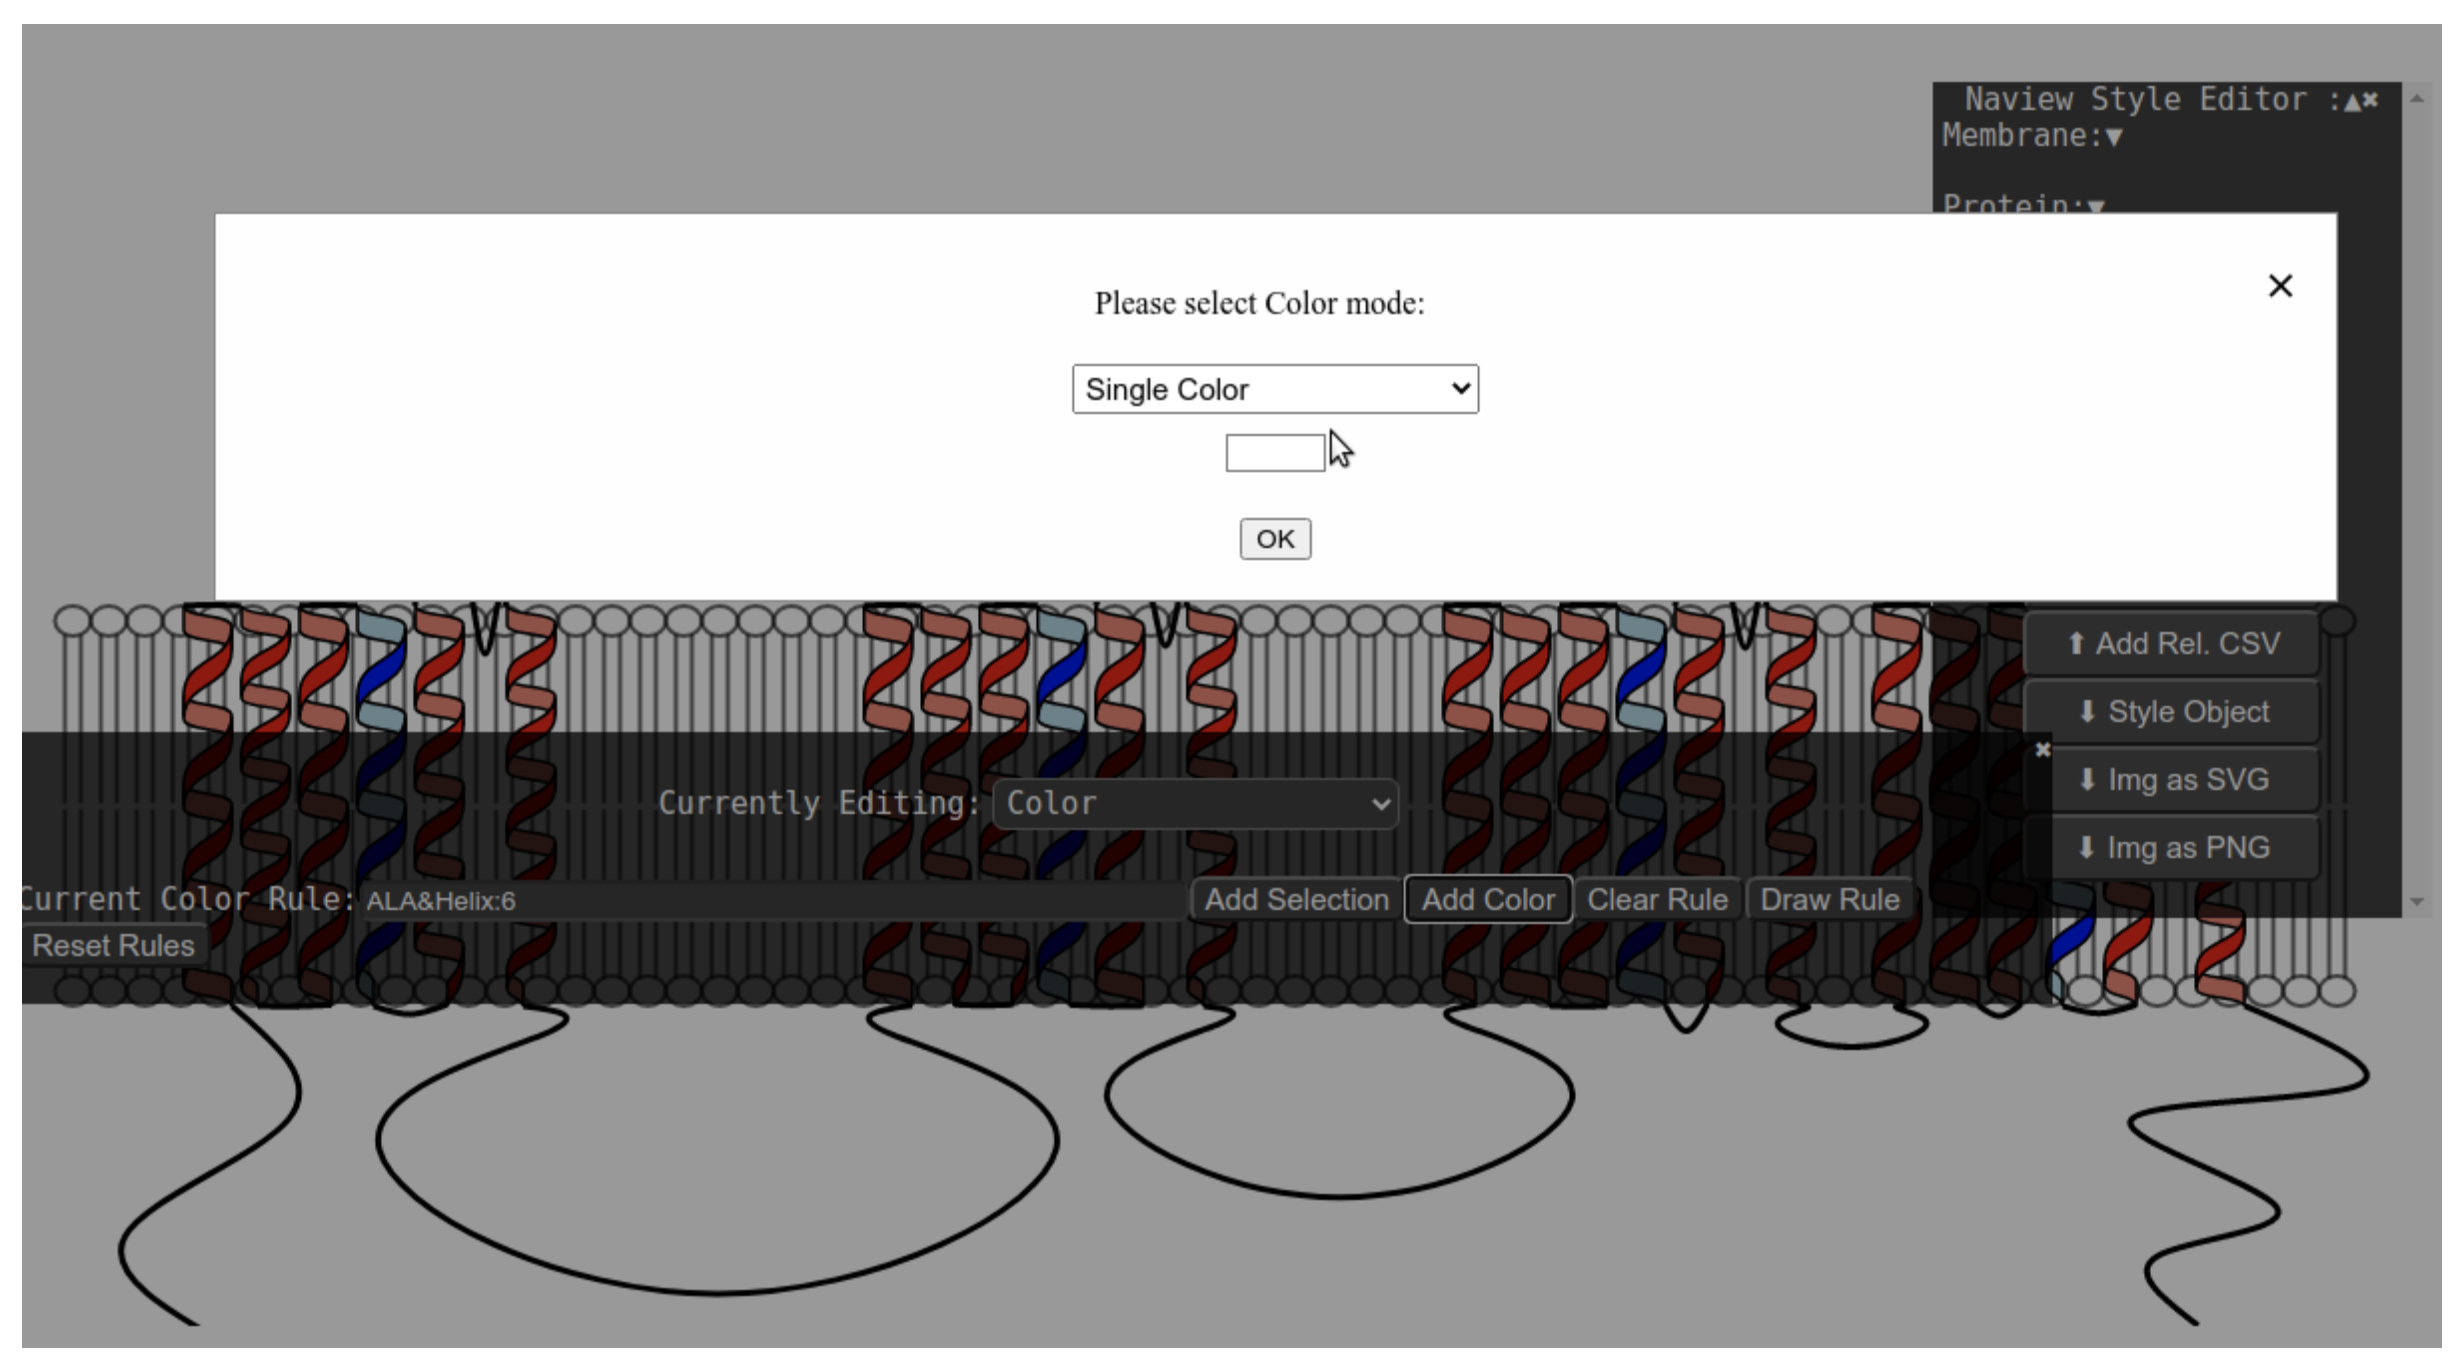 Naview Style Editor :▲✖
Membrane:▼
Protein:▼
✕
Please select Color mode:
Single Color
OK
⬆ Add Rel. CSV
⬇ Style Object
✖
⬇ Img as SVG
Currently Editing: Color
⬇ Img as PNG
Current Color Rule: ALA&Helix:6 Add Selection Add Color Clear Rule Draw Rule
Reset Rules